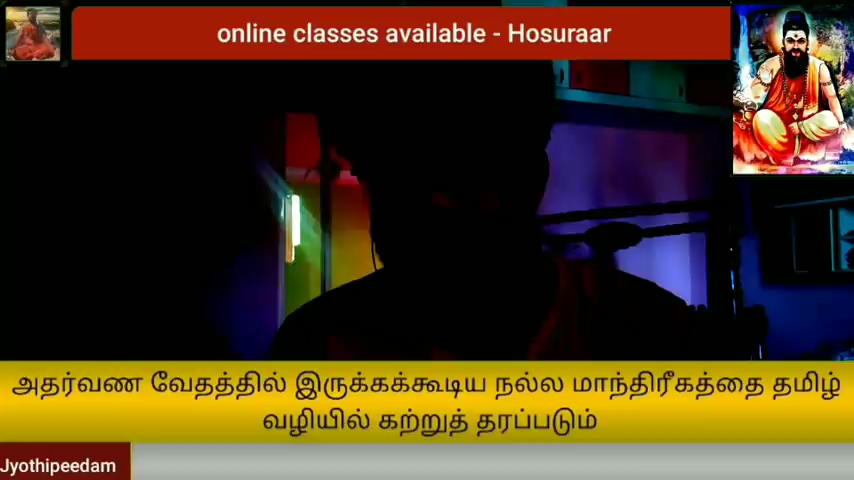 online classes available - Hosuraar
அதர்வண வேதத்தில் இருக்கக்கூடிய நல்ல மாந்திரீகத்தை தமிழ்
வழியில் கற்றுத் தரப்படும்
Jyothipeedam